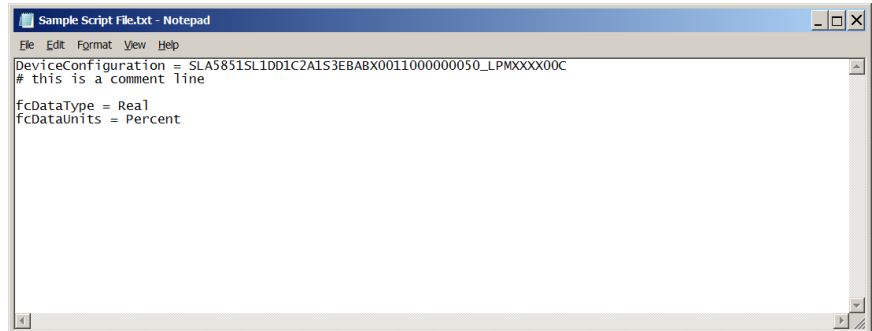 Sample Script File.txt - Notepad
File Edit Format View Help
DeviceConfiguration = SLA5851SL1DD1C2A1S3EBABX0011000000050_LPMXXXX00C
# this is a comment line
fcDataType = Real
fcDataUnits = Percent